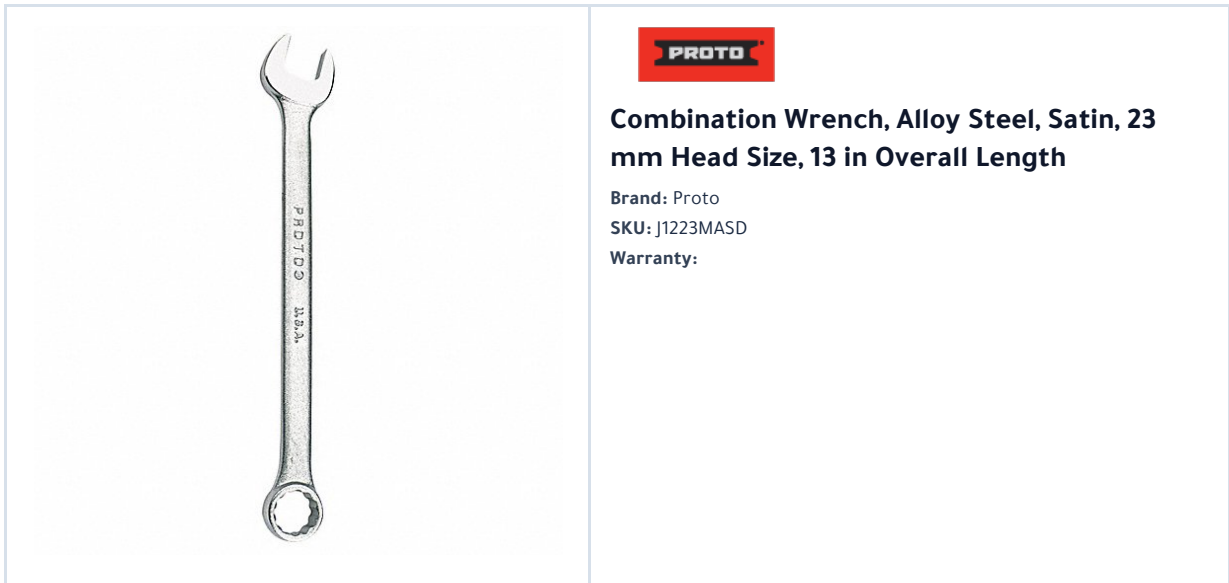 PROTO
U.S.A.
PROTO
Combination Wrench, Alloy Steel, Satin, 23
mm Head Size, 13 in Overall Length
Brand: Proto
SKU: J1223MASD
Warranty: